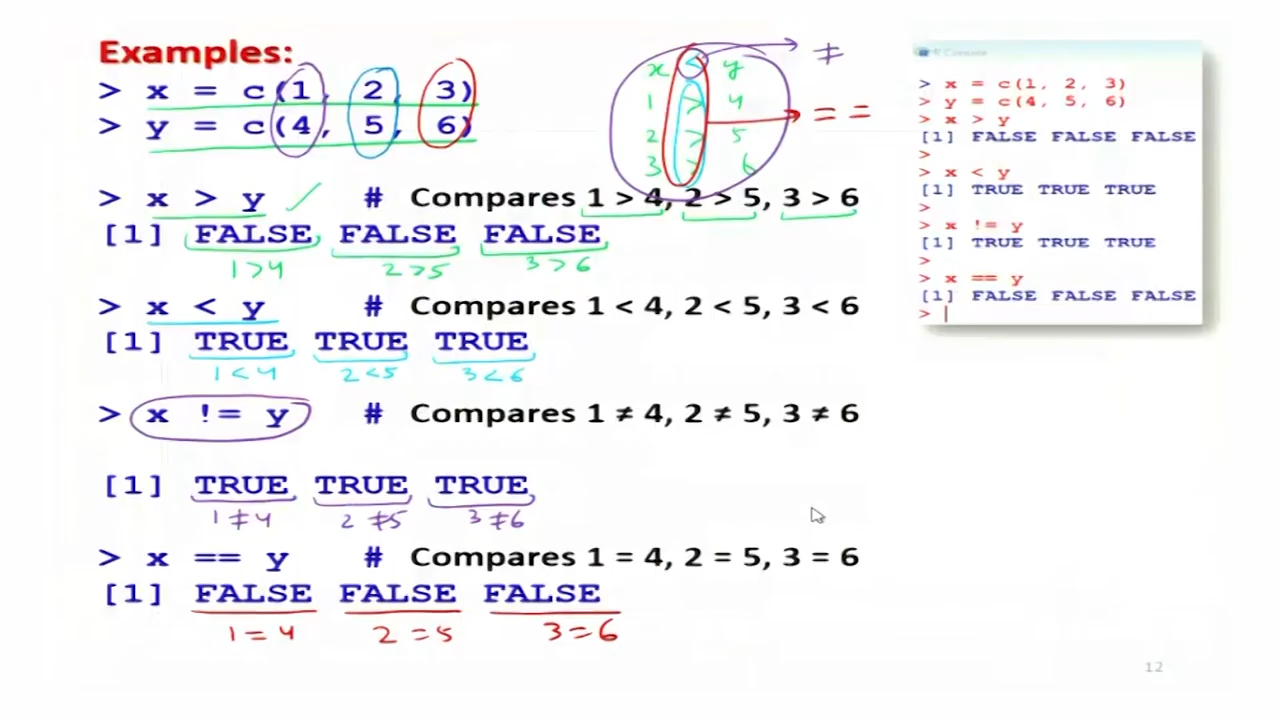 Examples:
> x = c(1, 2, 3)
> y = c(4, 5, 6)
> x > y # Compares 1 > 4, 2 > 5, 3 > 6
[1] FALSE FALSE FALSE
1>4 2>5 3>6
> x < y # Compares 1 < 4, 2 < 5, 3 < 6
[1] TRUE TRUE TRUE
1<4 2<5 3<6
> x != y # Compares 1 ≠ 4, 2 ≠ 5, 3 ≠ 6
[1] TRUE TRUE TRUE
1≠4 2≠5 3≠6
> x == y # Compares 1 = 4, 2 = 5, 3 = 6
[1] FALSE FALSE FALSE
1=4 2=5 3=6
x < y ≠
1 > 4 ==
2 > 5
3 > 6
R Console
> x = c(1, 2, 3)
> y = c(4, 5, 6)
> x > y
[1] FALSE FALSE FALSE
>
> x < y
[1] TRUE TRUE TRUE
>
> x != y
[1] TRUE TRUE TRUE
>
> x == y
[1] FALSE FALSE FALSE
> |
12